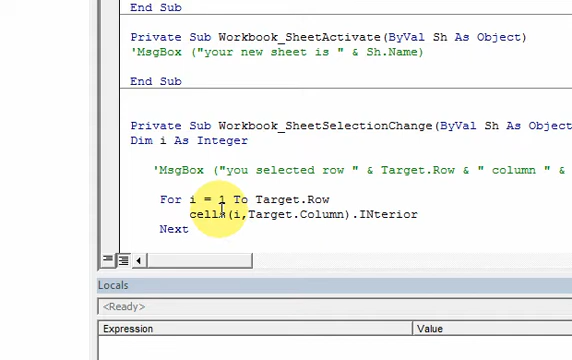 End Sub
Private Sub Workbook_SheetActivate(ByVal Sh As Object)
'MsgBox ("your new sheet is " & Sh.Name)
End Sub
Private Sub Workbook_SheetSelectionChange(ByVal Sh As Object
Dim i As Integer
'MsgBox ("you selected row " & Target.Row & " column " &
For i = 1 To Target.Row
cells(i,Target.Column).INterior
Next
Locals
<Ready>
Expression Value